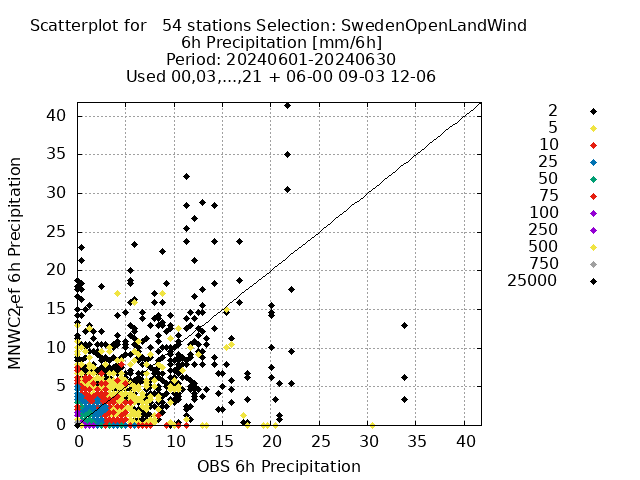 Scatterplot for   54 stations Selection: SwedenOpenLandWind
6h Precipitation [mm/6h]
Period: 20240601-20240630
Used 00,03,...,21 + 06-00 09-03 12-06
MNWC2,ef 6h Precipitation
40
35
30
25
20
15
10
5
0
0 5 10 15 20 25 30 35 40
OBS 6h Precipitation
2
5
10
25
50
75
100
250
500
750
25000